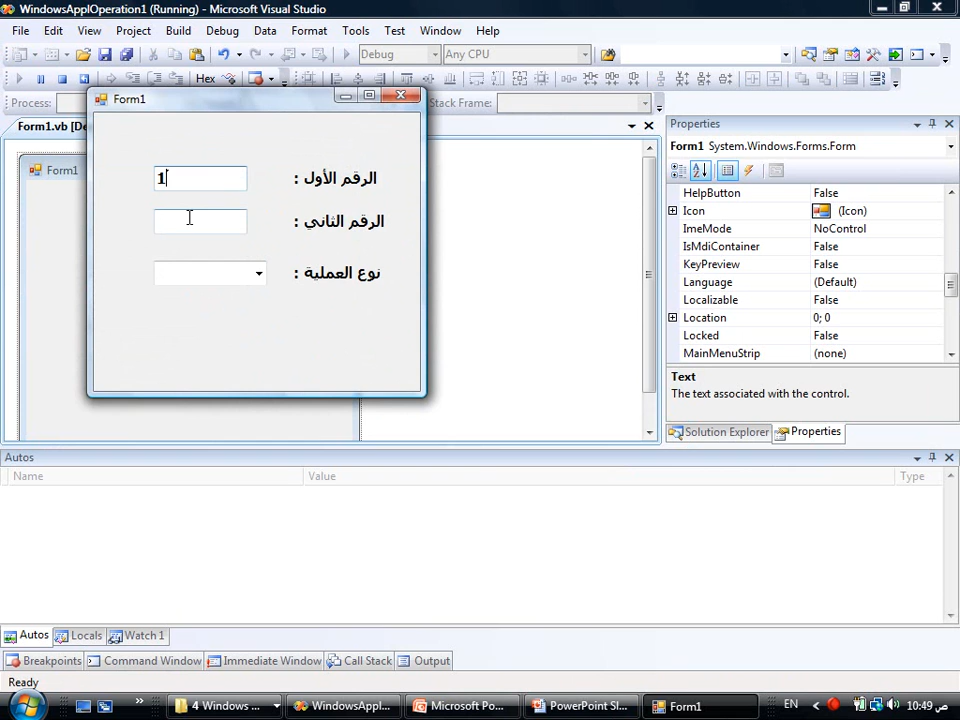 WindowsApplOperation1 (Running) - Microsoft Visual Studio
File Edit View Project Build Debug Data Format Tools Test Window Help
Debug Any CPU
Hex
Process: Stack Frame:
Form1
Form1.vb [De
Form1
1
الرقم الأول :
الرقم الثاني :
نوع العملية :
Properties
Form1 System.Windows.Forms.Form
HelpButton False
Icon (Icon)
ImeMode NoControl
IsMdiContainer False
KeyPreview False
Language (Default)
Localizable False
Location 0; 0
Locked False
MainMenuStrip (none)
Text
The text associated with the control.
Solution Explorer Properties
Autos
Name Value Type
Autos Locals Watch 1
Breakpoints Command Window Immediate Window Call Stack Output
Ready
4 Windows ... WindowsAppl... Microsoft Po... PowerPoint Sl... Form1 EN 10:49 ص